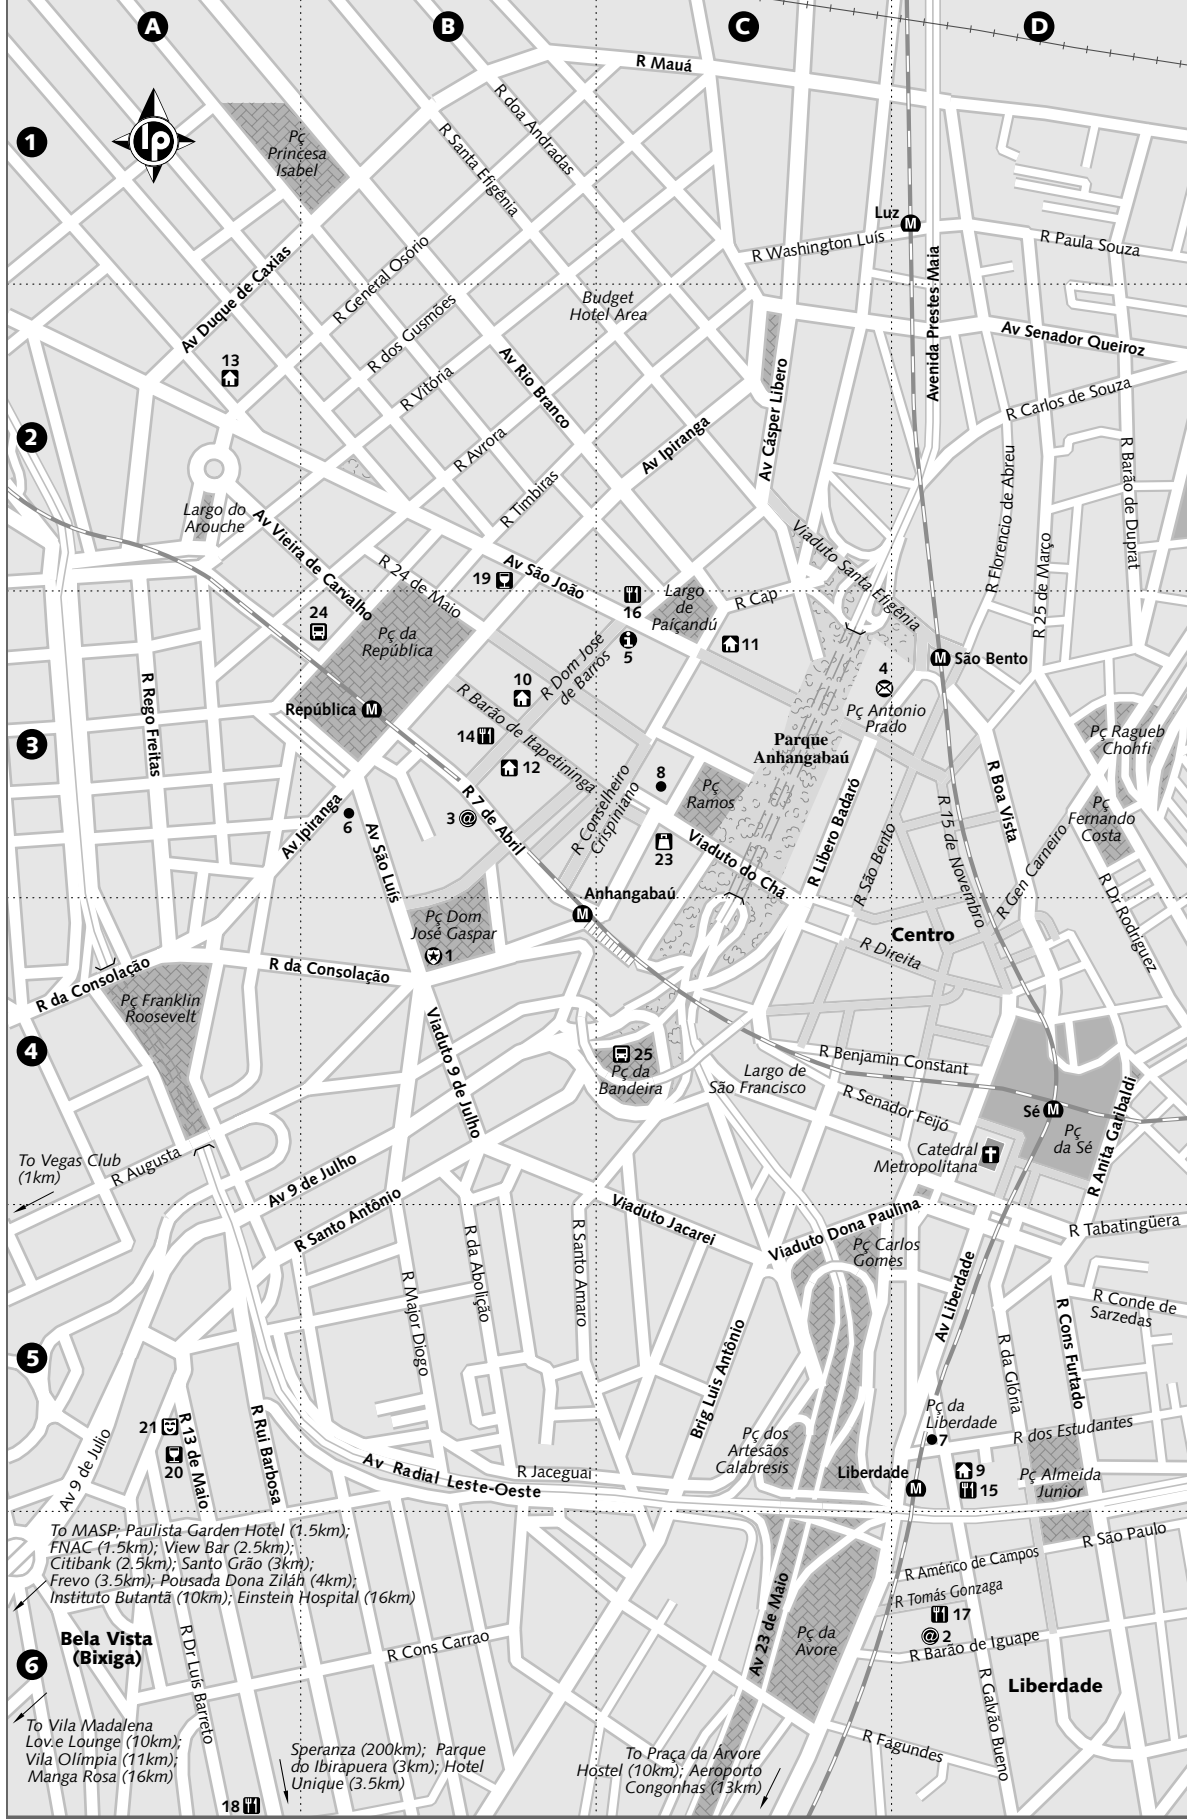 A
B
C
D
R Mauá
R doa Andradas
1
lp
Pç
Princesa
Isabel
R Santa Efigênia
Luz
M
R Washington Luís
R Paula Souza
R General Osório
Av Duque de Caxias
Avenida Prestes Maia
Budget
Hotel Area
R dos Gusmões
Av Senador Queiroz
13
Av Rio Branco
R Vitória
Av Cásper Libero
R Carlos de Souza
2
R Avrora
Av Ipiranga
R Florencio de Abreu
R Barão de Duprat
R Timbiras
Largo do
Arouche
Av Vieira de Carvalho
R 25 de Março
Viaduto Santa Efigênia
R 24 de Maio
19
Av São João
16
Largo
de
Paíçandú
R Cap
24
Pç da
República
5
11
R Dom José
de Barros
M
São Bento
4
10
Pç Antonio
Prado
R Rego Freitas
República
M
R Barão de Itapetininga
14
12
3
Parque
Anhangabaú
Pç Ragueb
Chohfi
8
Pç
Ramos
R Boa Vista
Pç
Fernando
Costa
R Conselheiro
Crispiniano
R 7 de Abril
3 @
6
Av Ipiranga
Av São Luís
23
Viaduto do Chá
R Libero Badaró
R São Bento
R 15 de Novembro
R Gen Carneiro
R Dr Rodriguez
Anhangabaú
M
Pç Dom
José Gaspar
1
Centro
R Direita
R da Consolação
R da Consolação
Pç Franklin
Roosevelt
Viaduto 9 de Julho
4
25
Pç da
Bandeira
Largo de
São Francisco
R Benjamin Constant
R Senador Feijó
Sé
M
Pç
da Sé
R Anita Garibaldi
Catedral
Metropolitana
To Vegas Club
(1km)
R Augusta
Av 9 de Julho
R Santo Antônio
Viaduto Jacarei
Viaduto Dona Paulina
R Tabatingüera
R da Abolição
R Santo Amaro
Pç Carlos
Gomes
R Major Diogo
Av Liberdade
R Conde de
Sarzedas
R Cons Furtado
5
Brig Luis Antônio
R da Glória
Pç da
Liberdade
7
R dos Estudantes
21
R 13 de Maio
R Rui Barbosa
20
Av 9 de Julio
Pç dos
Artesãos
Calabresis
Av Radial Leste-Oeste
R Jaceguai
Liberdade
M
9
15
Pç Almeida
Junior
To MASP; Paulista Garden Hotel (1.5km);
FNAC (1.5km); View Bar (2.5km);
Citibank (2.5km); Santo Grão (3km);
Frevo (3.5km); Pousada Dona Ziláh (4km);
Instituto Butantã (10km); Einstein Hospital (16km)
R São Paulo
R Américo de Campos
R Tomás Gonzaga
17
@ 2
R Barão de Iguape
Av 23 de Maio
Pç da
Avore
Bela Vista
(Bixiga)
R Dr Luís Barreto
R Cons Carrao
6
Liberdade
R Galvão Bueno
R Fagundes
To Vila Madalena
Lov.e Lounge (10km);
Vila Olímpia (11km);
Manga Rosa (16km)
Speranza (200km); Parque
do Ibirapuera (3km); Hotel
Unique (3.5km)
To Praça da Árvore
Hostel (10km); Aeroporto
Congonhas (13km)
18